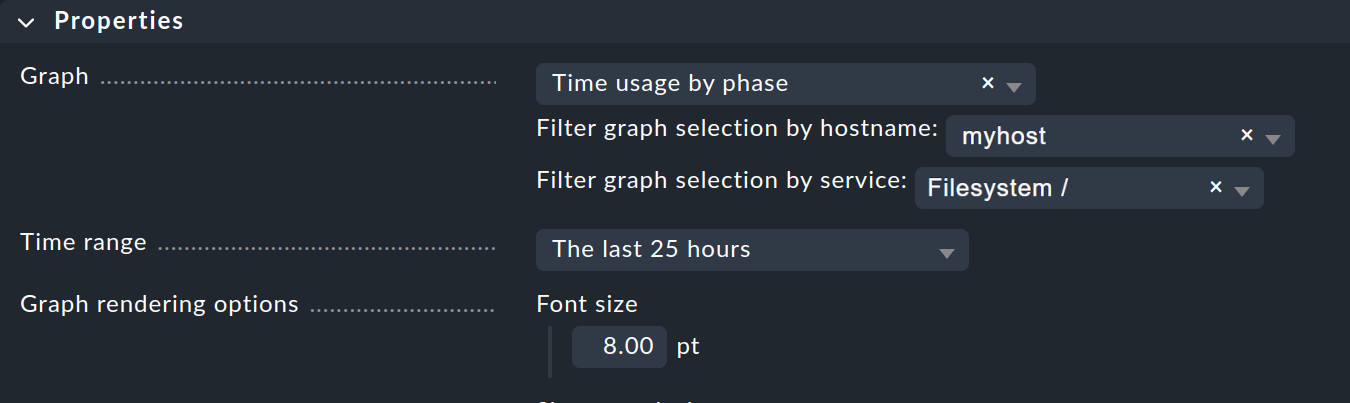 Properties
Graph
Time usage by phase ×
Filter graph selection by hostname: myhost ×
Filter graph selection by service: Filesystem / ×
Time range The last 25 hours
Graph rendering options Font size
8.00 pt